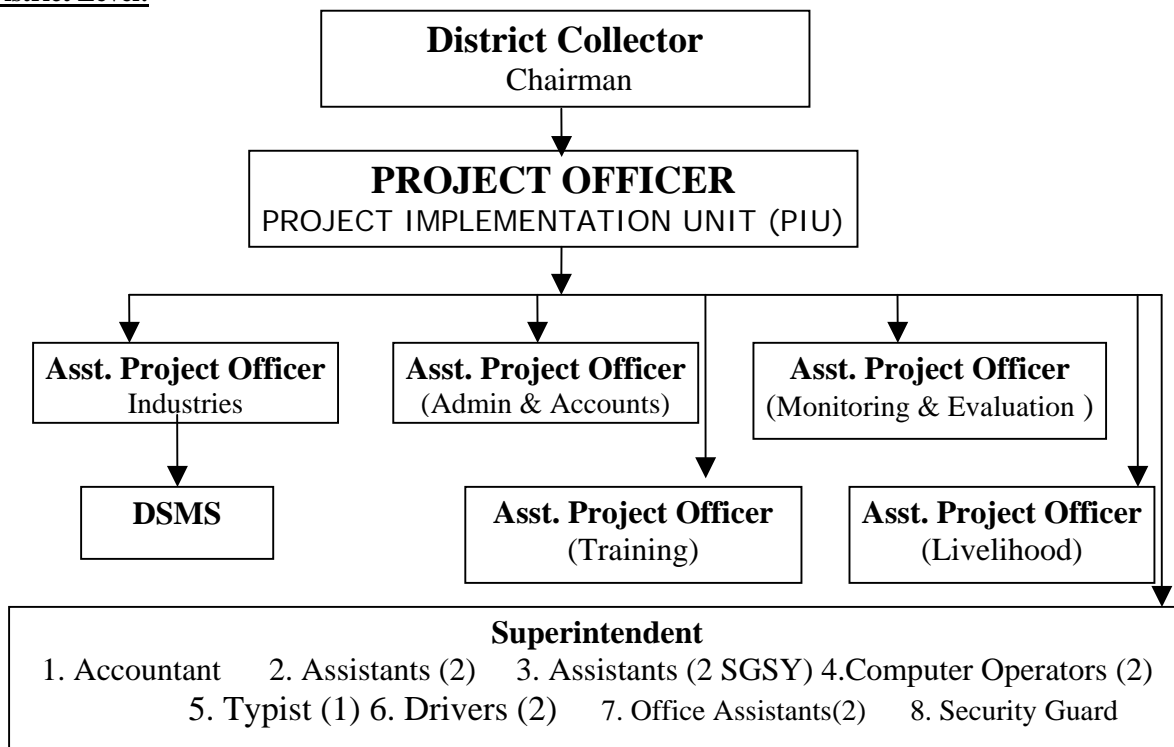 District Collector
Chairman
PROJECT OFFICER
PROJECT IMPLEMENTATION UNIT (PIU)
Asst. Project Officer
Industries
Asst. Project Officer
(Admin & Accounts)
Asst. Project Officer
(Monitoring & Evaluation )
DSMS
Asst. Project Officer
(Training)
Asst. Project Officer
(Livelihood)
Superintendent
1. Accountant 2. Assistants (2) 3. Assistants (2 SGSY) 4.Computer Operators (2)
5. Typist (1) 6. Drivers (2) 7. Office Assistants(2) 8. Security Guard